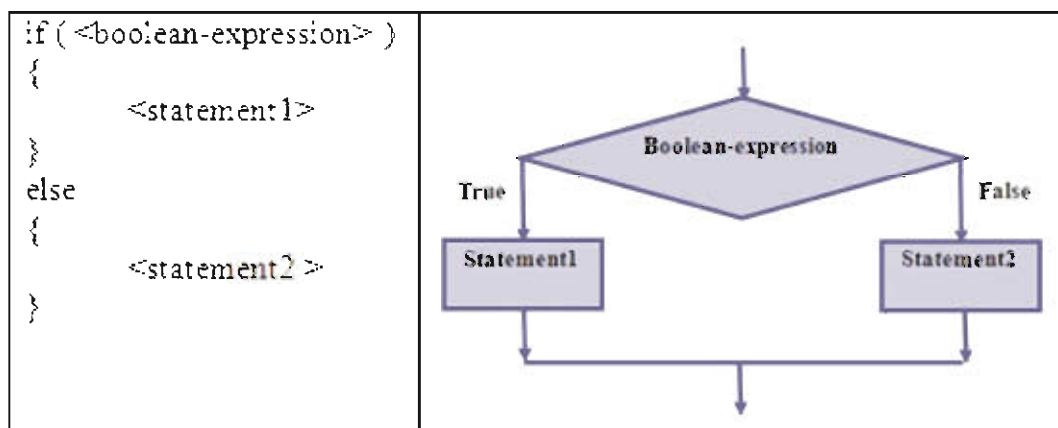 if ( <boolean-expression> )
{
<statement1>
}
else
{
<statement2 >
}
Boolean-expression
True
False
Statement1
Statement2